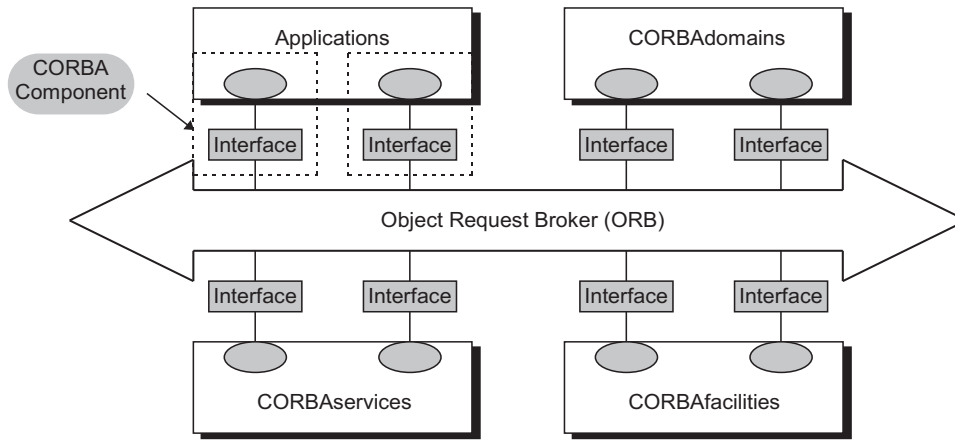 Applications
CORBAdomains
CORBA
Component
Interface
Interface
Interface
Interface
Object Request Broker (ORB)
Interface
Interface
Interface
Interface
CORBAservices
CORBAfacilities